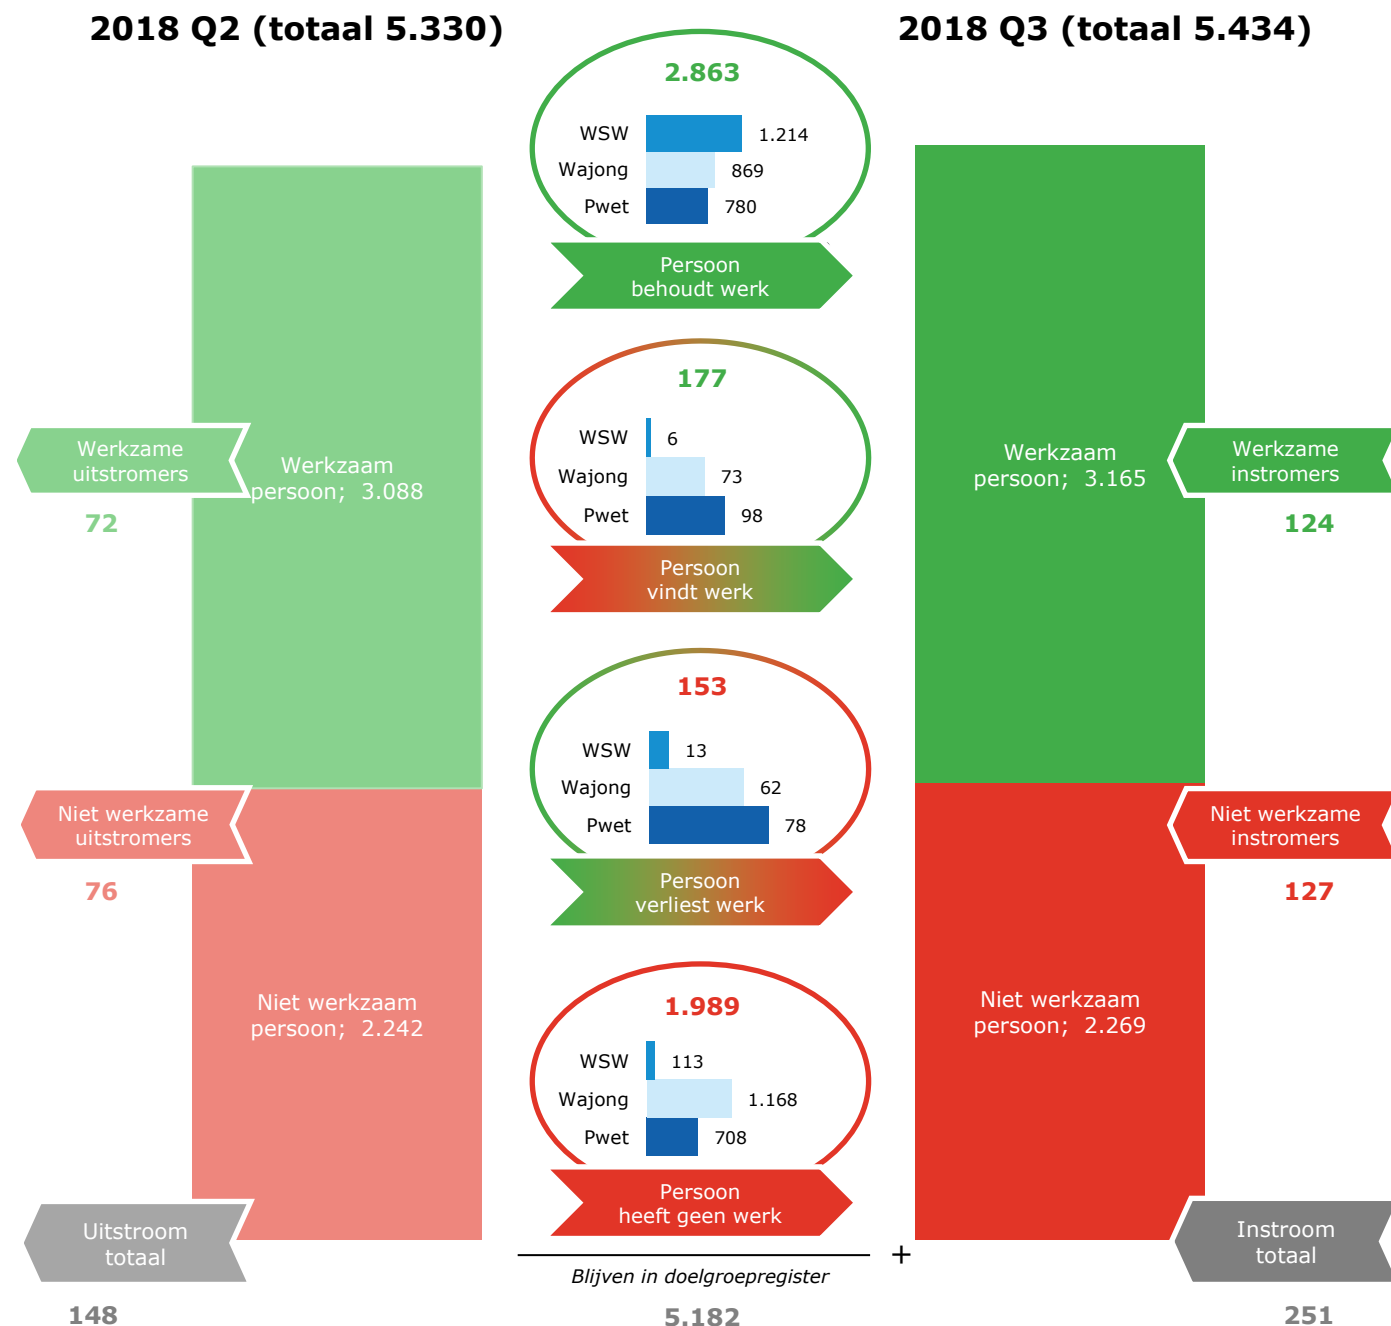 2018 Q2 (totaal 5.330)
2018 Q3 (totaal 5.434)
2.863
WSW 1.214
Wajong 869
Pwet 780
Persoon
behoudt werk
177
WSW 6
Wajong 73
Pwet 98
Persoon
vindt werk
153
WSW 13
Wajong 62
Pwet 78
Persoon
verliest werk
1.989
WSW 113
Wajong 1.168
Pwet 708
Persoon
heeft geen werk
+
Blijven in doelgroepregister
5.182
Werkzame
uitstromers
72
Werkzaam
persoon; 3.088
Niet werkzame
uitstromers
76
Niet werkzaam
persoon; 2.242
Uitstroom
totaal
148
Werkzaam
persoon; 3.165
Werkzame
instromers
124
Niet werkzame
instromers
127
Niet werkzaam
persoon; 2.269
Instroom
totaal
251